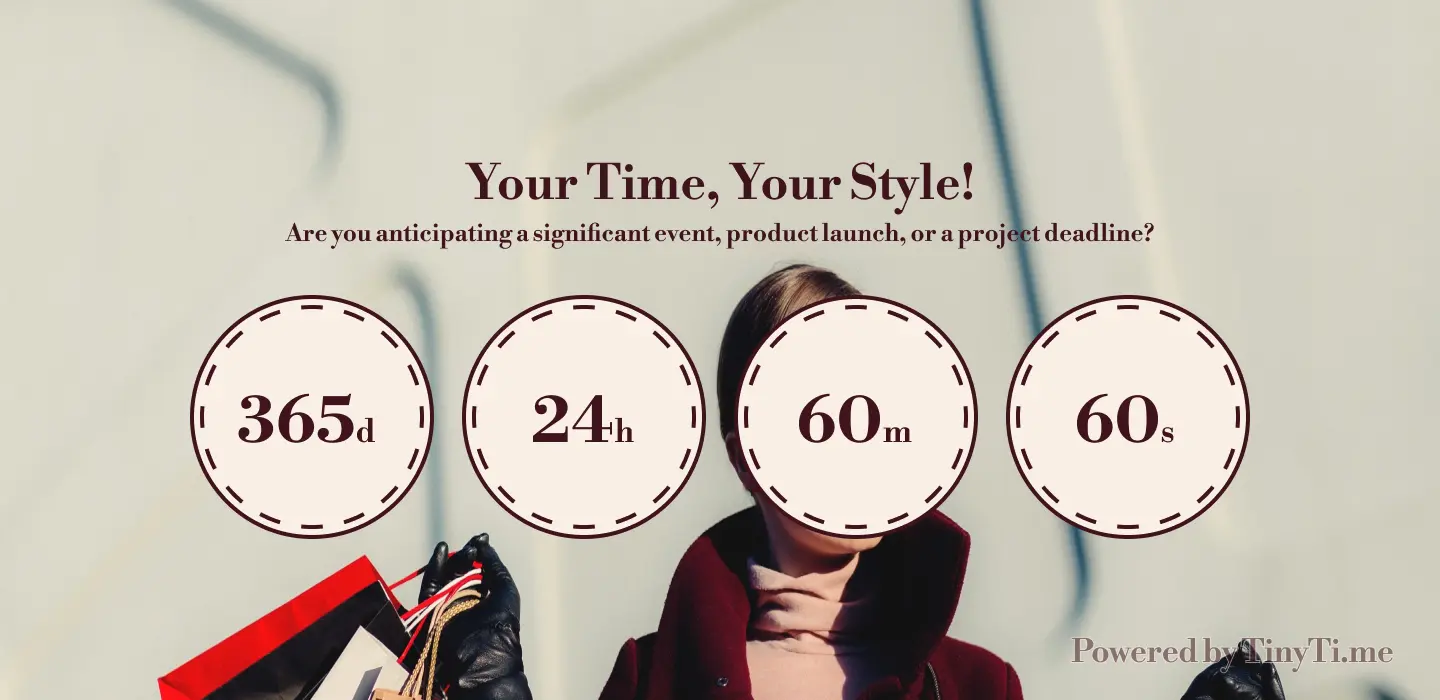 Your Time, Your Style!
Are you anticipating a significant event, product launch, or a project deadline?
365d 24h 60m 60s
Powered by TinyTi.me